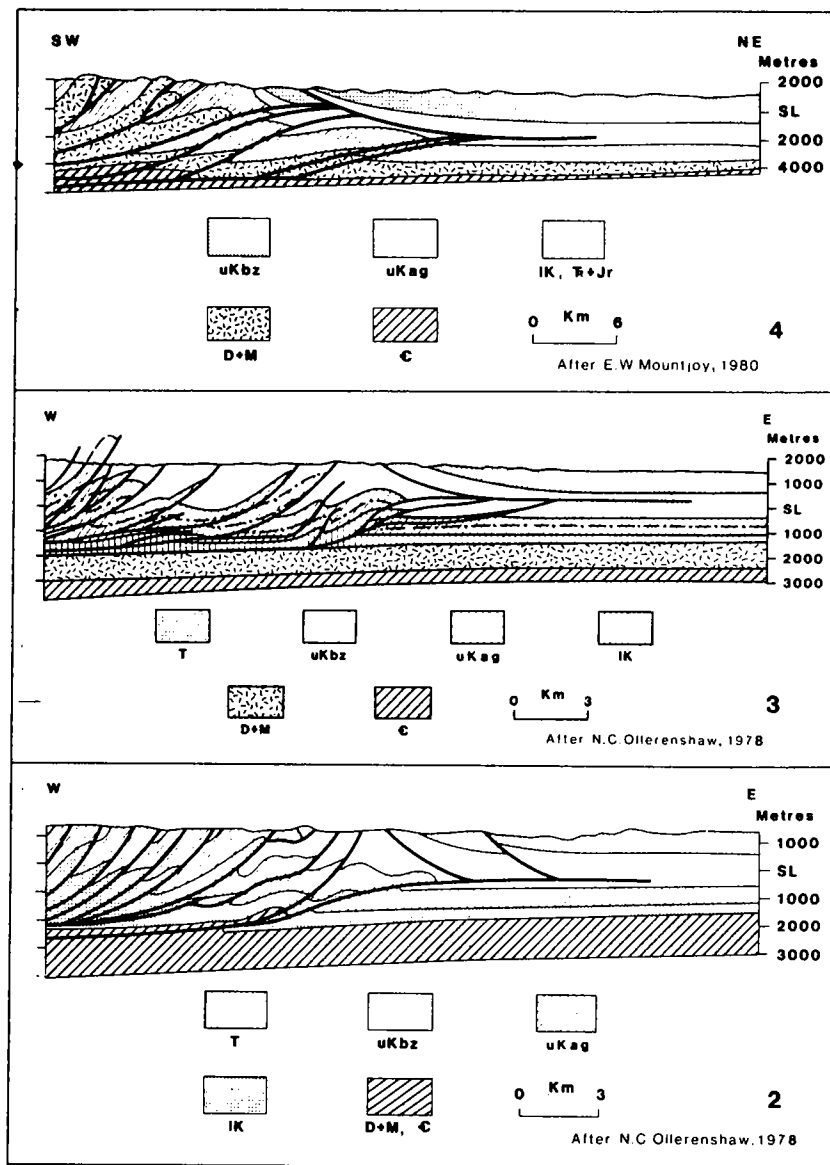 SW NE
Metres
2000
SL
2000
4000
uKbz uKag lK, Ŧ+Jr
D+M Є 0 Km 6 4
After E.W Mountjoy, 1980
W E
Metres
2000
1000
SL
1000
2000
3000
T uKbz uKag lK
D+M Є 0 Km 3 3
After N.C. Ollerenshaw, 1978
W E
Metres
1000
SL
1000
2000
3000
T uKbz uKag
lK D+M, Є 0 Km 3 2
After N.C Ollerenshaw, 1978